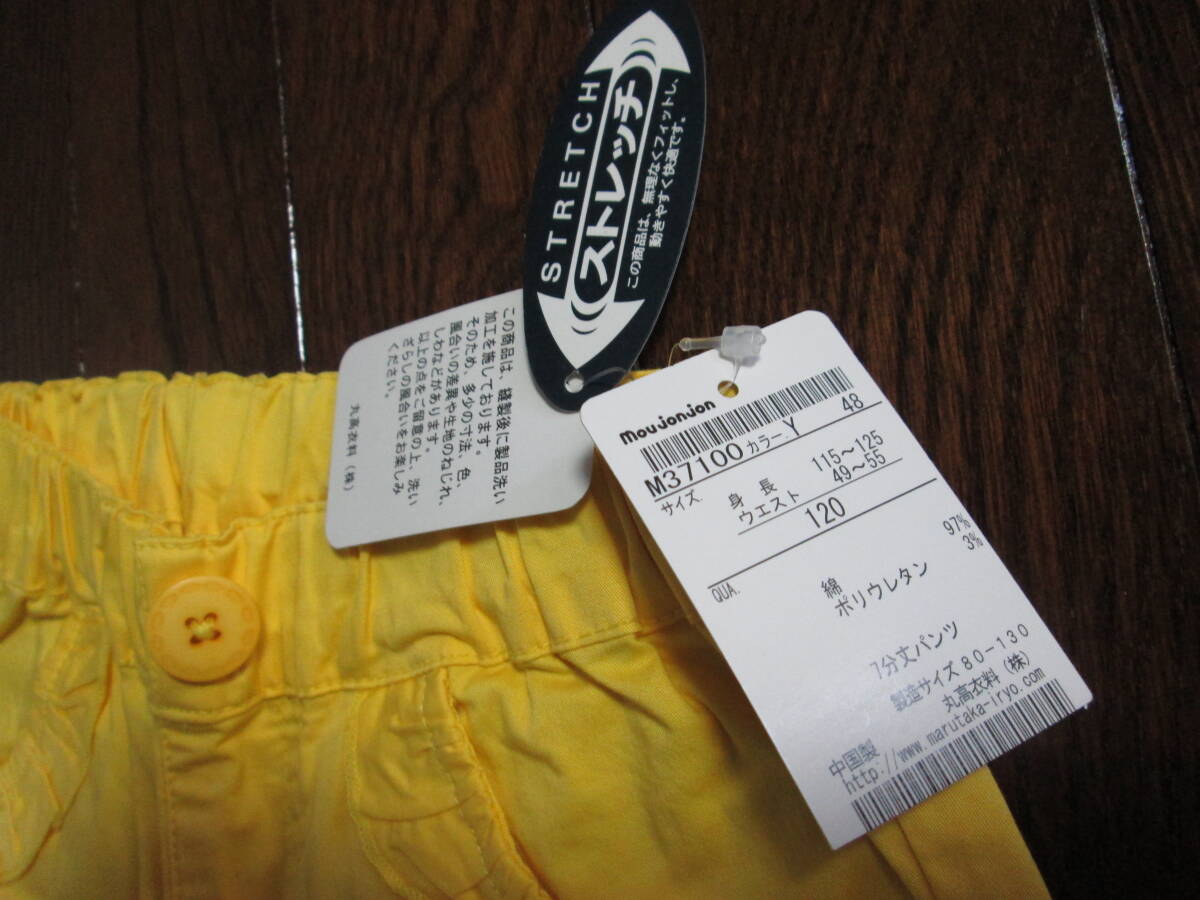 STRETCH
ストレッチ
この商品は、無理なくフィットし、
動きやすく快適です。
この商品は、縫製後に製品洗い
加工を施しております。
そのため、多少の寸法、色、
風合いの差異や生地のねじれ、
しわなどがあります。
以上の点をご留意の上、洗い
ざらしの風合いをお楽しみ
ください。
丸高衣料(株)
moujonjon
M37100 カラー.Y 48
サイズ. 身長 115～125
ウエスト 49～55
120
QUA. 綿 97%
ポリウレタン 3%
7分丈パンツ
製造サイズ80-130
丸高衣料(株)
中国製
http://www.marutaka-iryo.com